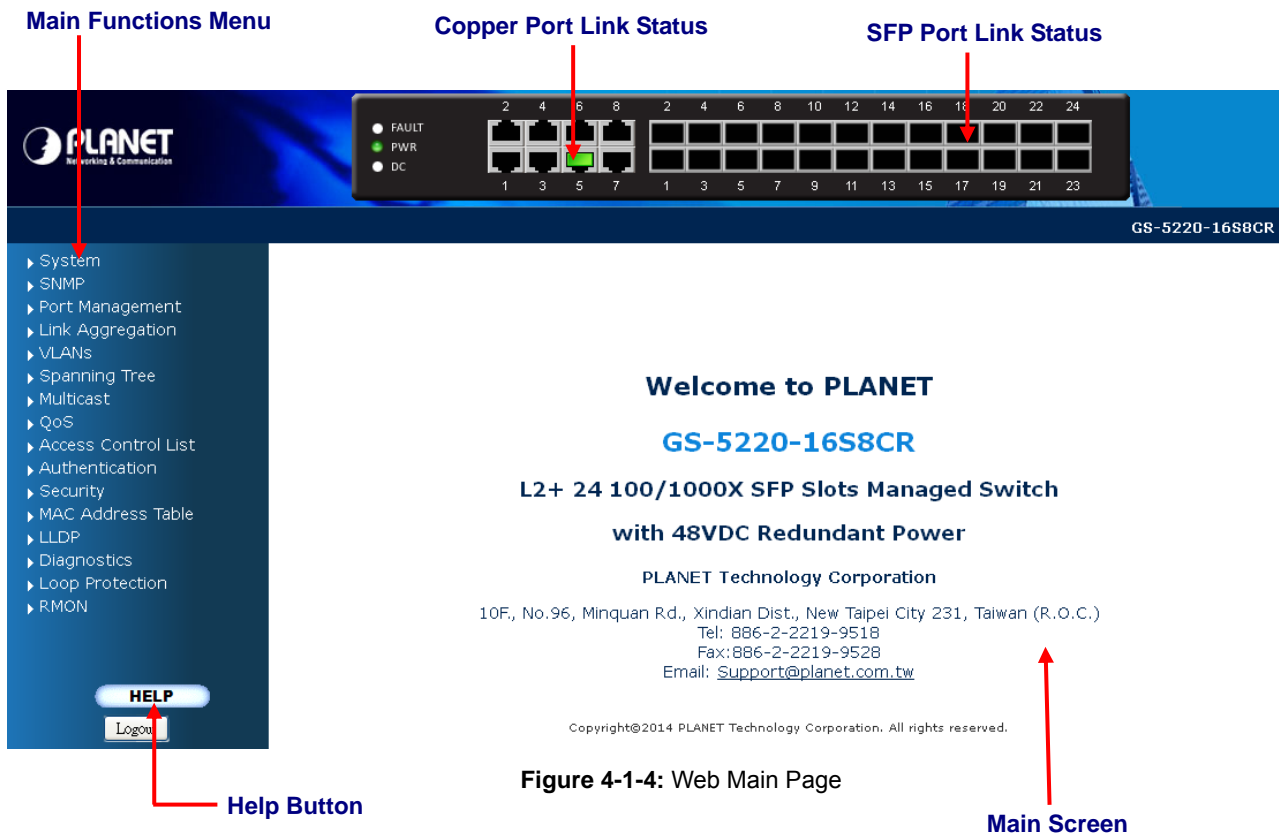 Main Functions Menu
Copper Port Link Status
SFP Port Link Status
2 4 6 8 2 4 6 8 10 12 14 16 18 20 22 24
FAULT
PWR
DC
1 3 5 7 1 3 5 7 9 11 13 15 17 19 21 23
PLANET
Networking & Communication
GS-5220-16S8CR
System
SNMP
Port Management
Link Aggregation
VLANs
Spanning Tree
Multicast
QoS
Access Control List
Authentication
Security
MAC Address Table
LLDP
Diagnostics
Loop Protection
RMON
HELP
Logout
Welcome to PLANET
GS-5220-16S8CR
L2+ 24 100/1000X SFP Slots Managed Switch
with 48VDC Redundant Power
PLANET Technology Corporation
10F., No.96, Minquan Rd., Xindian Dist., New Taipei City 231, Taiwan (R.O.C.)
Tel: 886-2-2219-9518
Fax:886-2-2219-9528
Email: Support@planet.com.tw
Copyright©2014 PLANET Technology Corporation. All rights reserved.
Figure 4-1-4: Web Main Page
Help Button
Main Screen